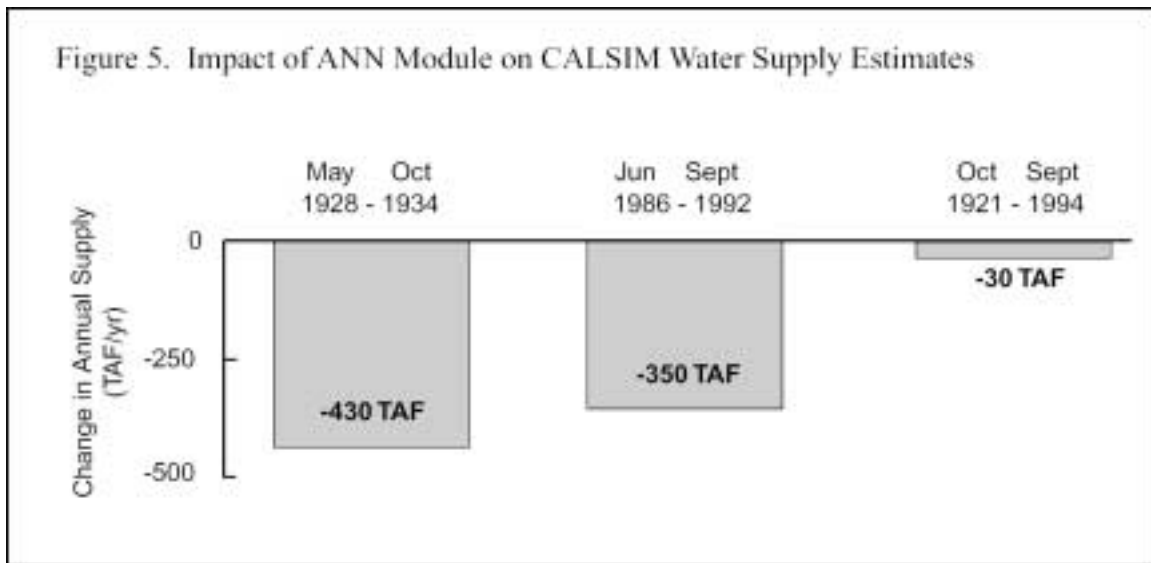 Figure 5. Impact of ANN Module on CALSIM Water Supply Estimates
May Oct
1928 - 1934
Jun Sept
1986 - 1992
Oct Sept
1921 - 1994
Change in Annual Supply
(TAF/yr)
0
-250
-500
-430 TAF
-350 TAF
-30 TAF